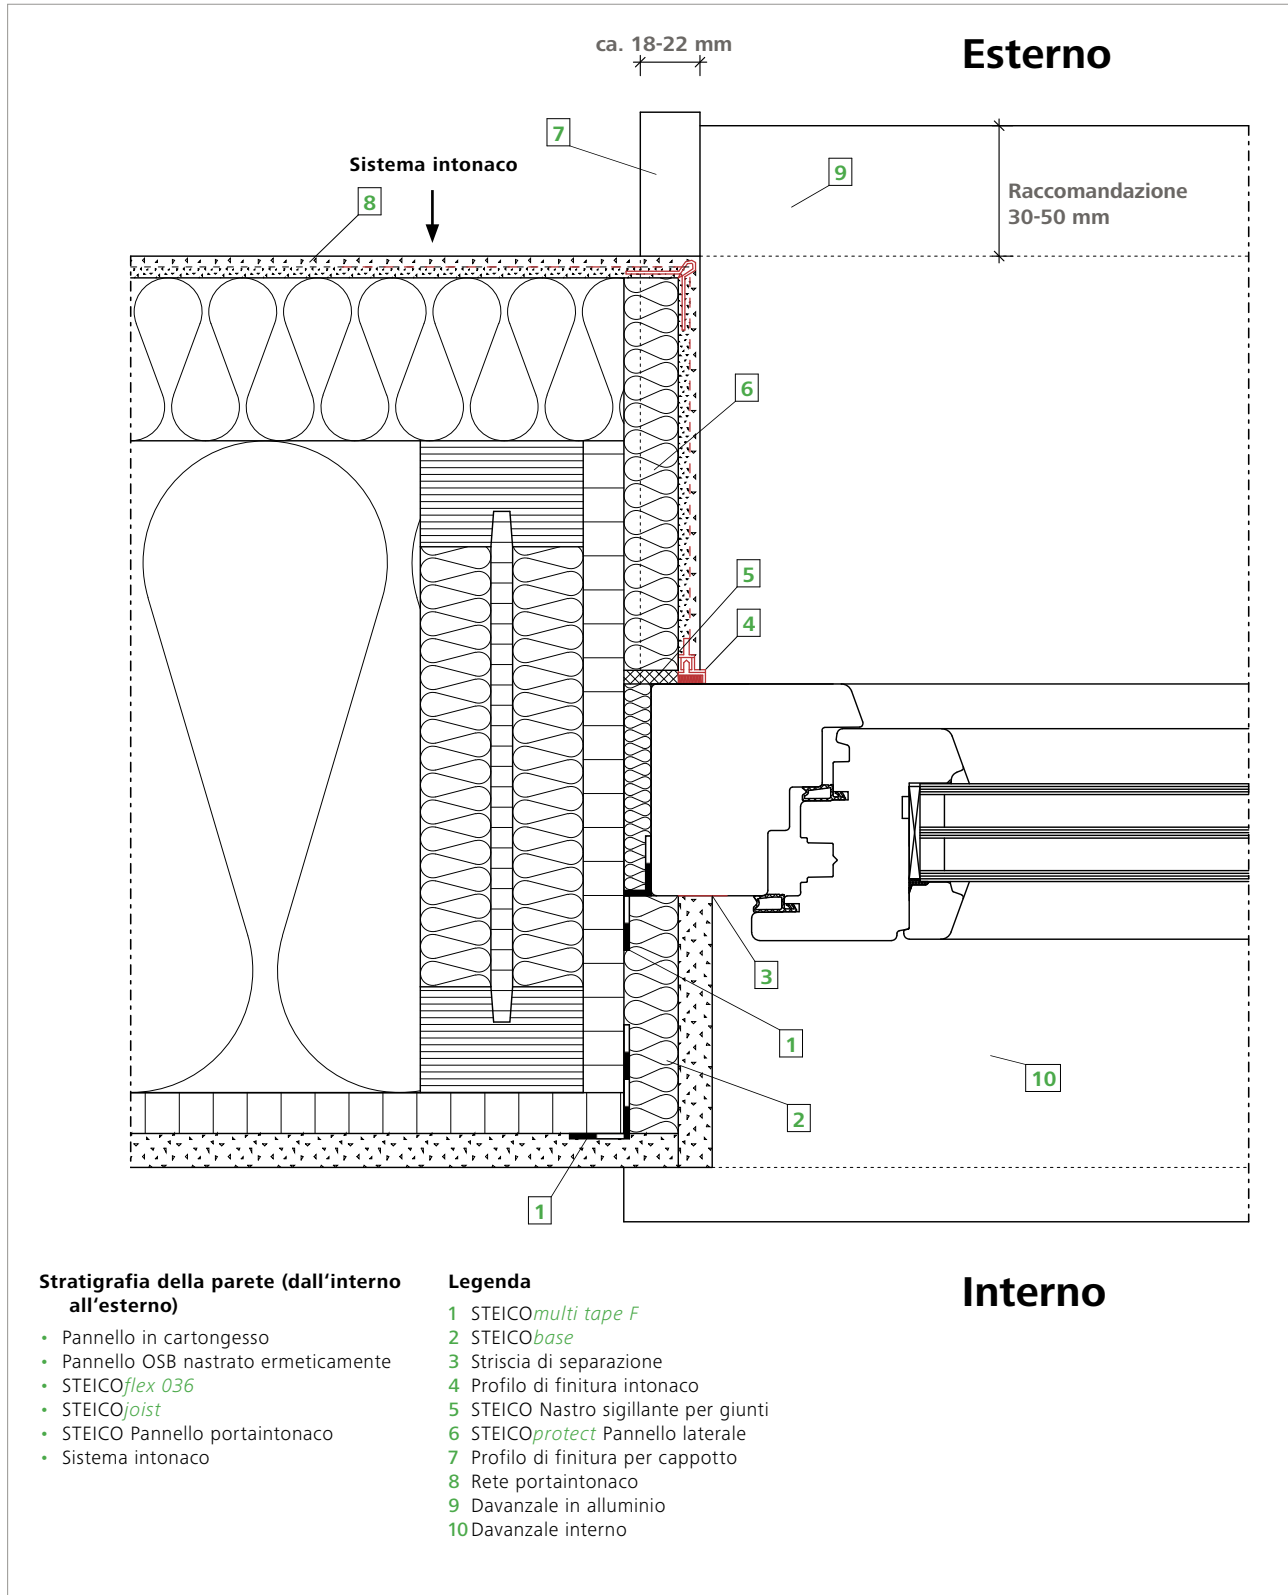 ca. 18-22 mm
Esterno
7
Sistema intonaco
8
9
Raccomandazione
30-50 mm
6
5
4
3
1
10
2
1
Stratigrafia della parete (dall‘interno
all‘esterno)
• Pannello in cartongesso
• Pannello OSB nastrato ermeticamente
• STEICOflex 036
• STEICOjoist
• STEICO Pannello portaintonaco
• Sistema intonaco
Legenda
1 STEICOmulti tape F
2 STEICObase
3 Striscia di separazione
4 Profilo di finitura intonaco
5 STEICO Nastro sigillante per giunti
6 STEICOprotect Pannello laterale
7 Profilo di finitura per cappotto
8 Rete portaintonaco
9 Davanzale in alluminio
10 Davanzale interno
Interno